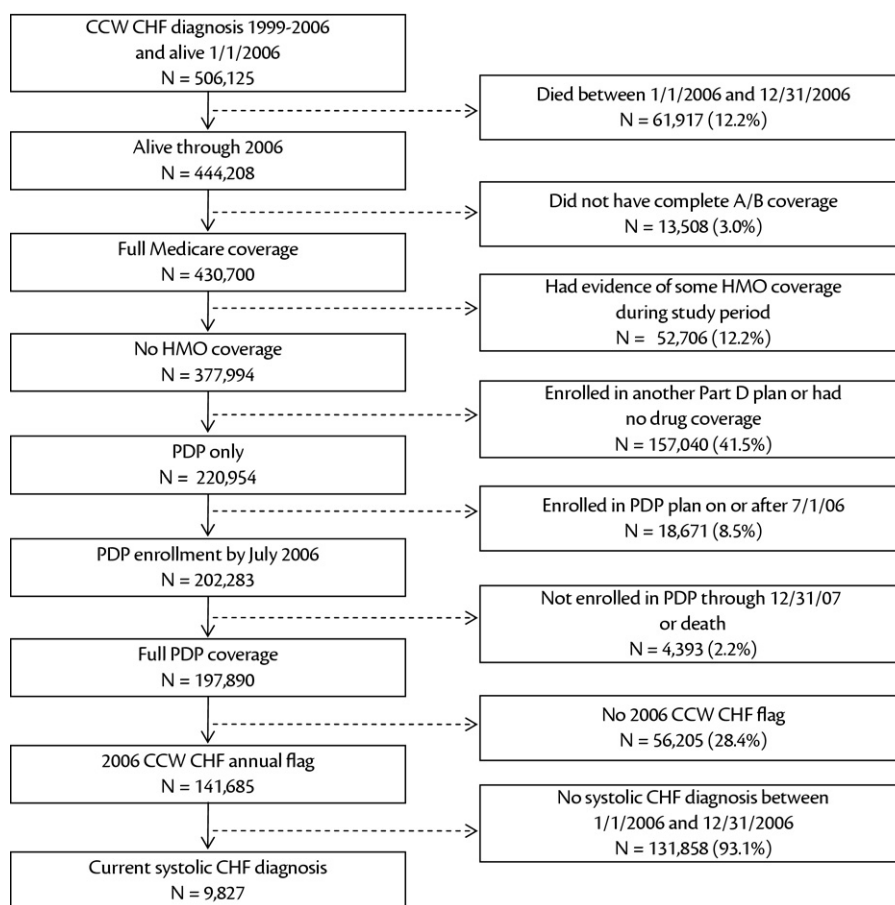 CCW CHF diagnosis 1999-2006
and alive 1/1/2006
N = 506,125
Died between 1/1/2006 and 12/31/2006
N = 61,917 (12.2%)
Alive through 2006
N = 444,208
Did not have complete A/B coverage
N = 13,508 (3.0%)
Full Medicare coverage
N = 430,700
Had evidence of some HMO coverage
during study period
N = 52,706 (12.2%)
No HMO coverage
N = 377,994
Enrolled in another Part D plan or had
no drug coverage
N = 157,040 (41.5%)
PDP only
N = 220,954
Enrolled in PDP plan on or after 7/1/06
N = 18,671 (8.5%)
PDP enrollment by July 2006
N = 202,283
Not enrolled in PDP through 12/31/07
or death
N = 4,393 (2.2%)
Full PDP coverage
N = 197,890
No 2006 CCW CHF flag
N = 56,205 (28.4%)
2006 CCW CHF annual flag
N = 141,685
No systolic CHF diagnosis between
1/1/2006 and 12/31/2006
N = 131,858 (93.1%)
Current systolic CHF diagnosis
N = 9,827